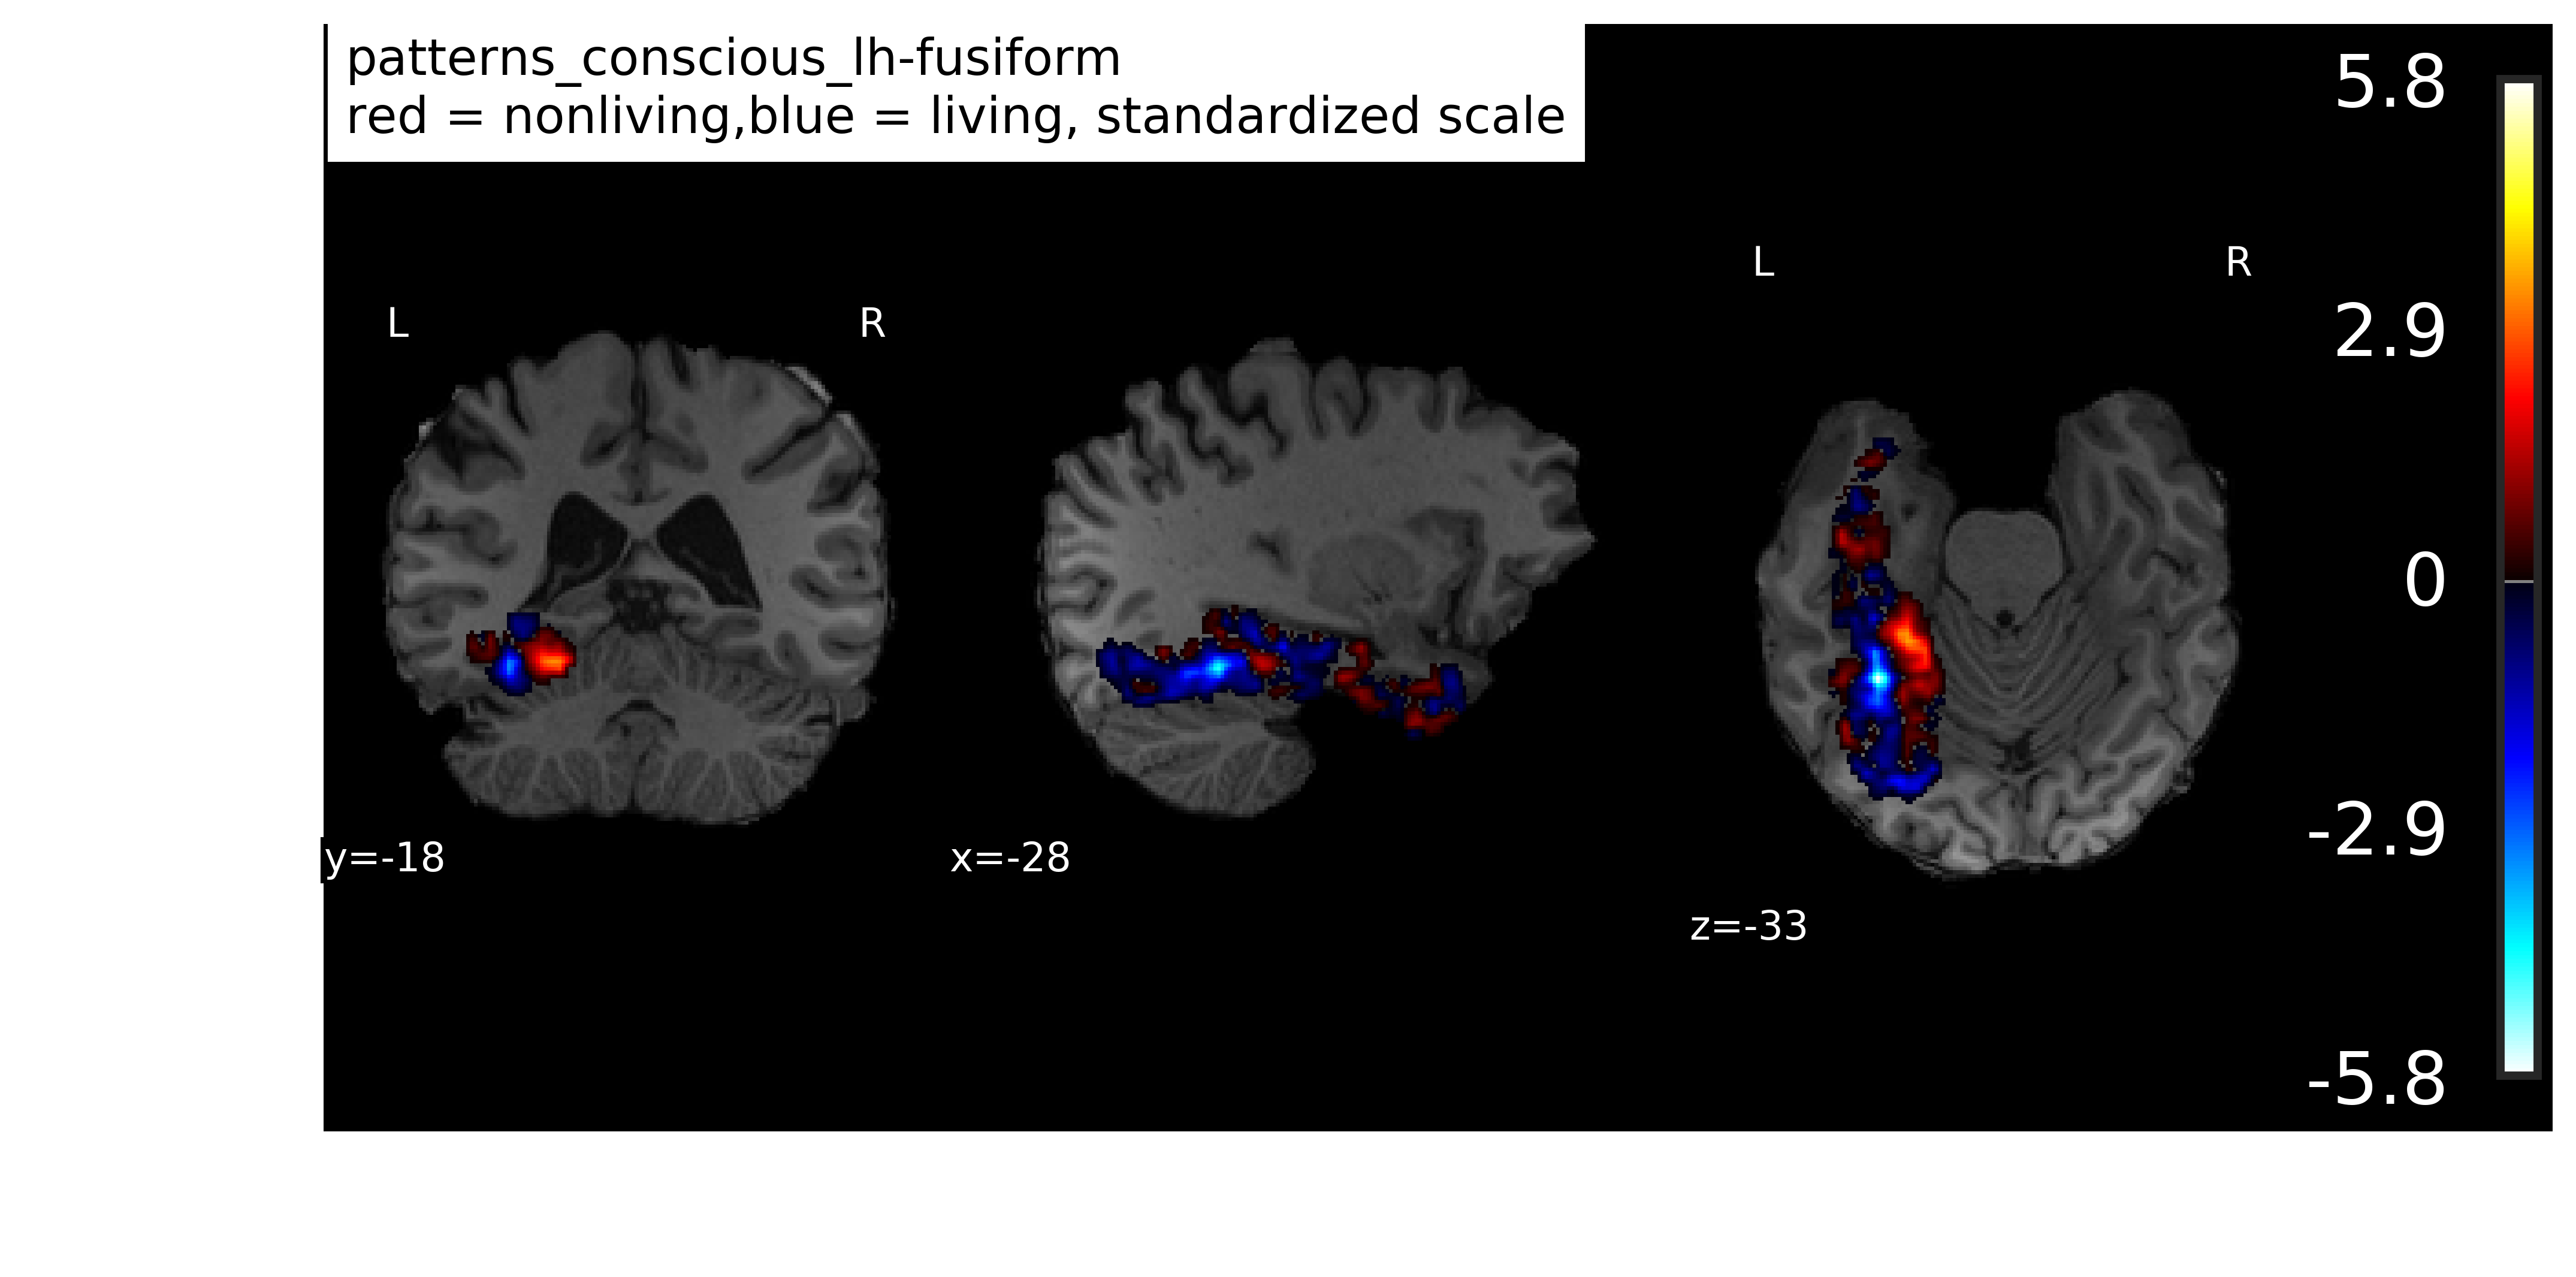 patterns_conscious_lh-fusiform
red = nonliving,blue = living, standardized scale
L
R
L
R
y=-18
x=-28
z=-33
5.8
2.9
0
-2.9
-5.8